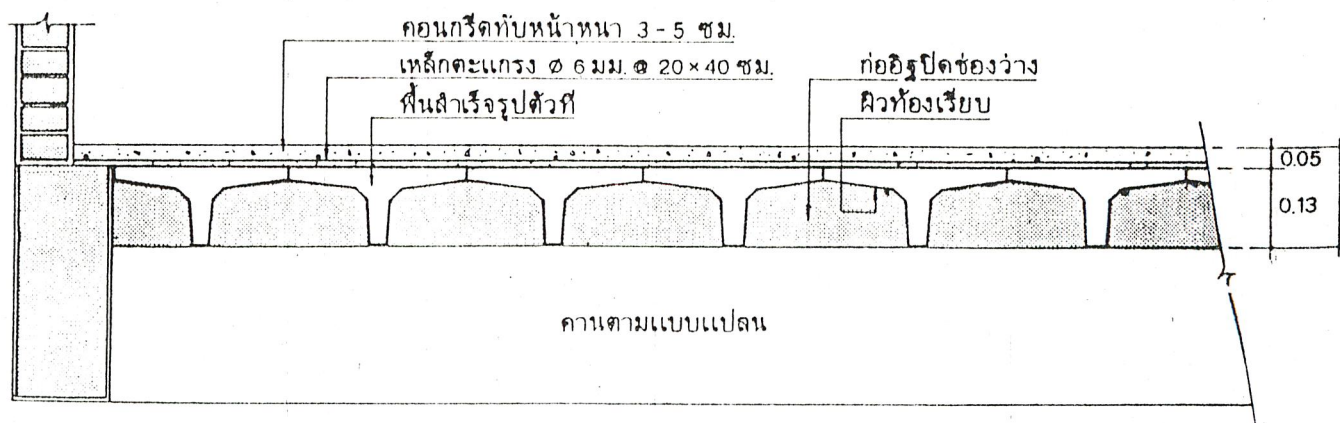 คอนกรีตทับหน้าหนา 3-5 ซม.
เหล็กตะแกรง Ø 6 มม. @ 20×40 ซม.
พื้นสำเร็จรูปตัวที
ก่ออิฐปิดช่องว่าง
ผิวท้องเรียบ
0.05
0.13
คานตามแบบแปลน